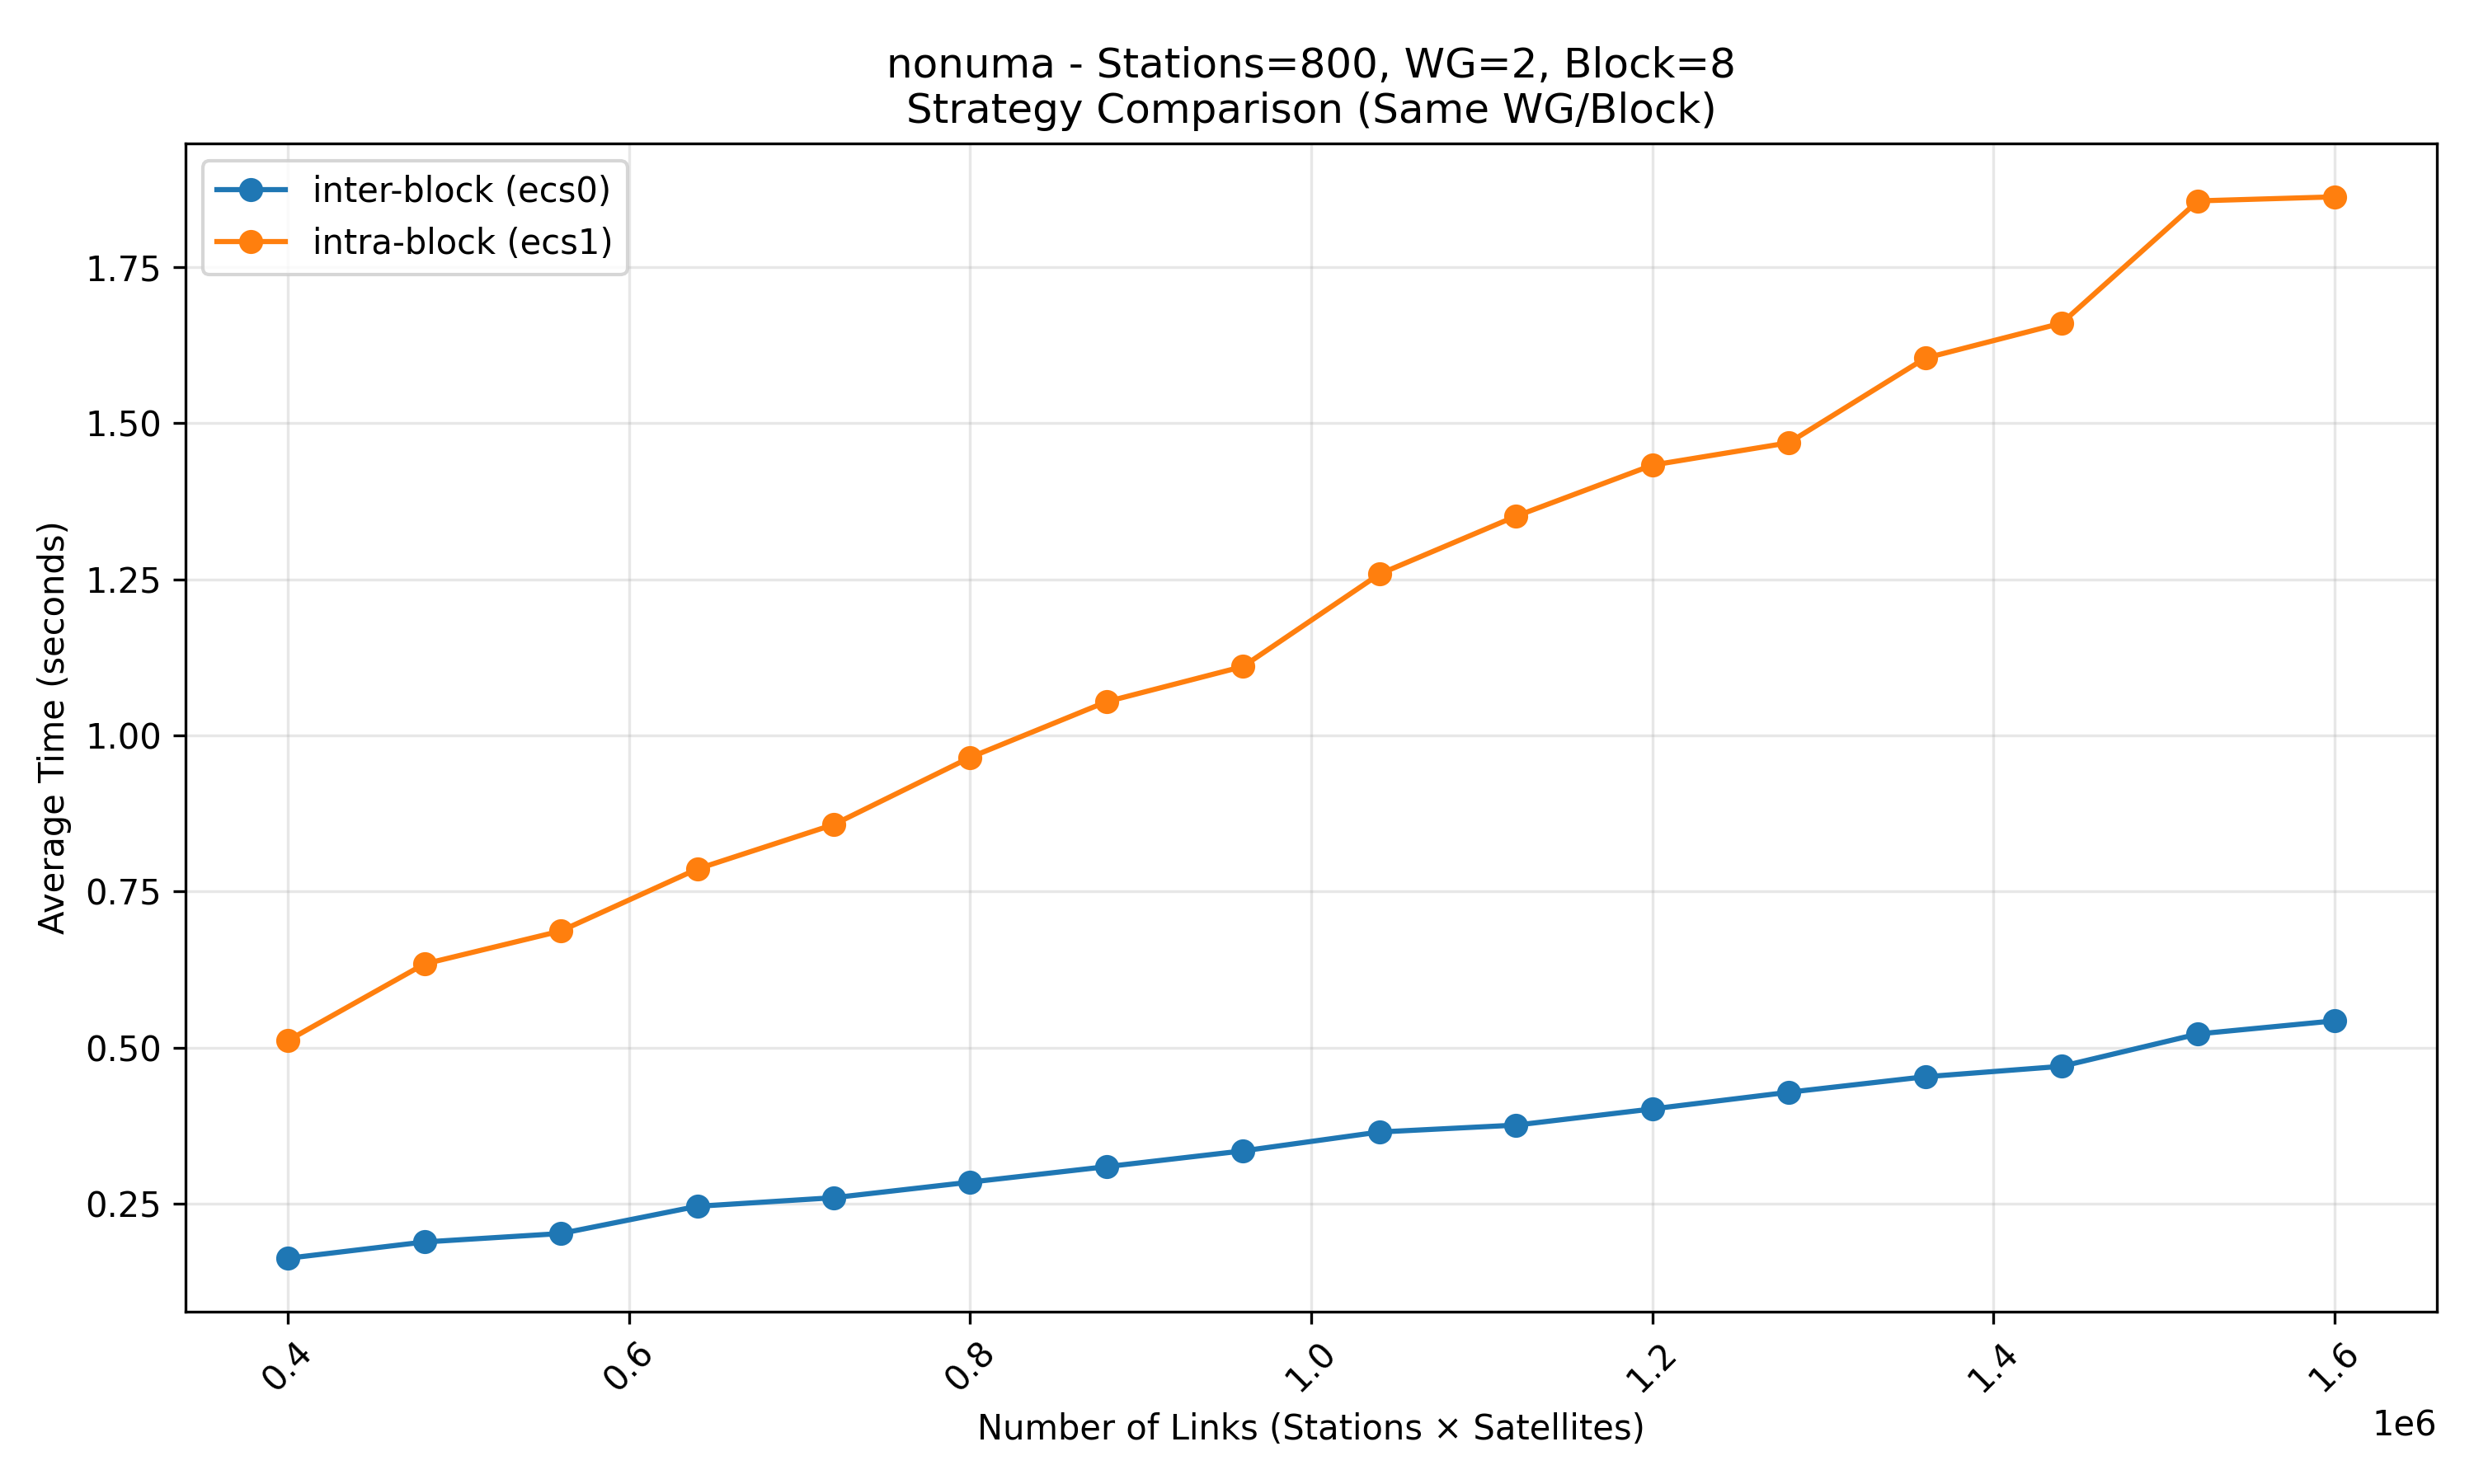 nonuma - Stations=800, WG=2, Block=8
Strategy Comparison (Same WG/Block)
inter-block (ecs0)
intra-block (ecs1)
Average Time (seconds)
1.75
1.50
1.25
1.00
0.75
0.50
0.25
0.4
0.6
0.8
1.0
1.2
1.4
1.6
1e6
Number of Links (Stations × Satellites)